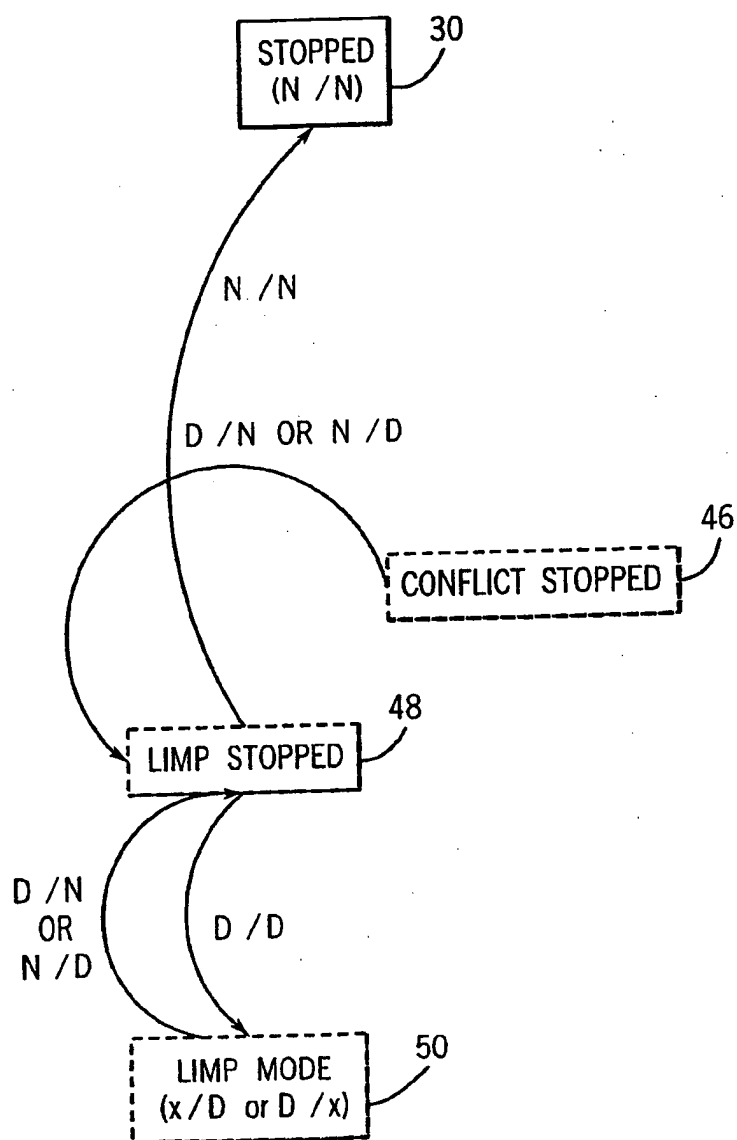 30
STOPPED
(N /N)
N /N
D /N OR N /D
46
CONFLICT STOPPED
48
LIMP STOPPED
D /N
OR
N /D
D /D
50
LIMP MODE
(x/D or D /x)